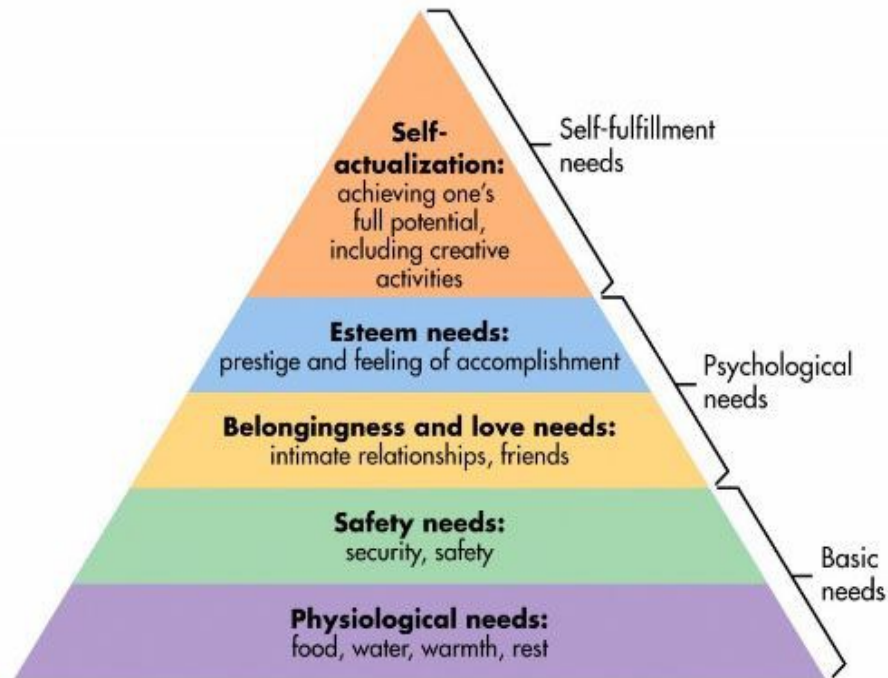 Self-
actualization:
achieving one's
full potential,
including creative
activities
Self-fulfillment
needs
Esteem needs:
prestige and feeling of accomplishment
Psychological
needs
Belongingness and love needs:
intimate relationships, friends
Safety needs:
security, safety
Basic
needs
Physiological needs:
food, water, warmth, rest